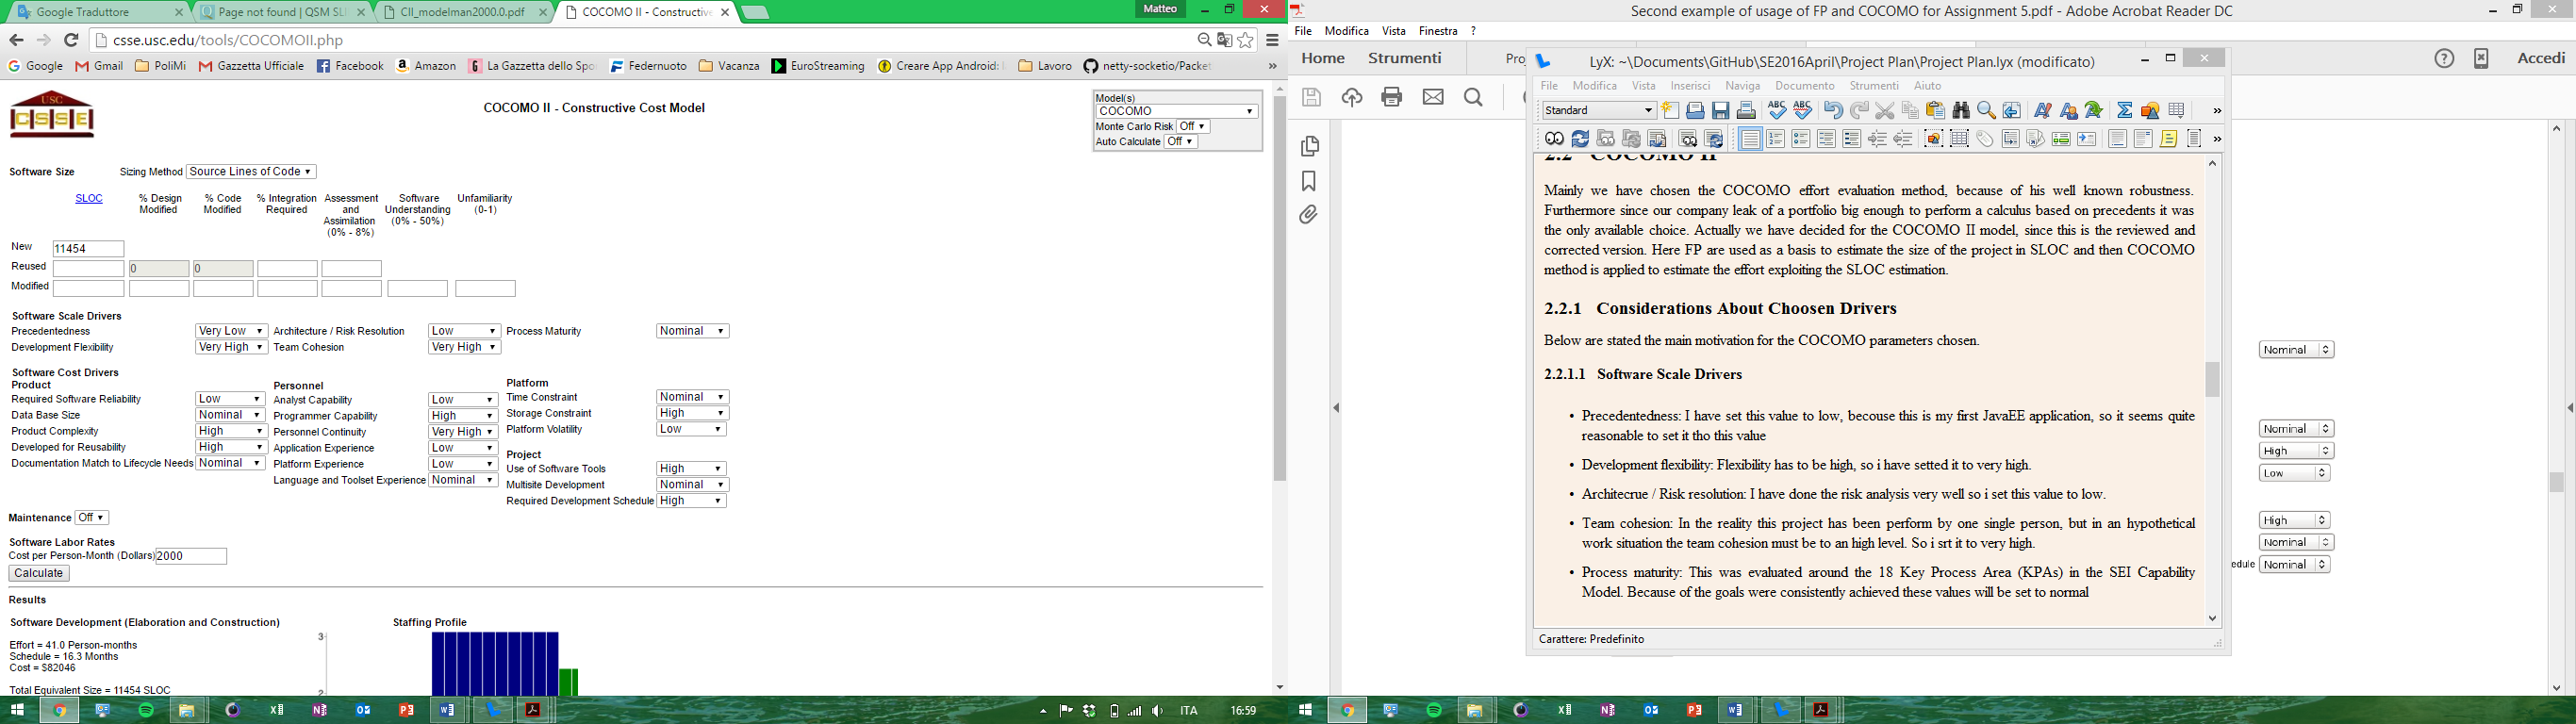 Google Traduttore
Page not found | QSM SL
CII_modelman2000.0.pdf
COCOMO II - Constructive
Matteo
csse.usc.edu/tools/COCOMOII.php
Google
Gmail
PoliMi
Gazzetta Ufficiale
Facebook
Amazon
La Gazzetta dello Spo
Federnuoto
Vacanza
EuroStreaming
Creare App Android:
Lavoro
netty-socketio/Packet
»
USC
CSSE
COCOMO II - Constructive Cost Model
Model(s)
COCOMO
Monte Carlo Risk Off
Auto Calculate Off
Software Size Sizing Method Source Lines of Code
SLOC
% Design Modified
% Code Modified
% Integration Required
Assessment and Assimilation (0% - 8%)
Software Understanding (0% - 50%)
Unfamiliarity (0-1)
New 11454
Reused 0 0
Modified
Software Scale Drivers
Precedentedness Very Low Architecture / Risk Resolution Low Process Maturity Nominal
Development Flexibility Very High Team Cohesion Very High
Software Cost Drivers
Product
Required Software Reliability Low
Data Base Size Nominal
Product Complexity High
Developed for Reusability High
Documentation Match to Lifecycle Needs Nominal
Personnel
Analyst Capability Low
Programmer Capability High
Personnel Continuity Very High
Application Experience Low
Platform Experience Low
Language and Toolset Experience Nominal
Platform
Time Constraint Nominal
Storage Constraint High
Platform Volatility Low
Project
Use of Software Tools High
Multisite Development Nominal
Required Development Schedule High
Maintenance Off
Software Labor Rates
Cost per Person-Month (Dollars) 2000
Calculate
Results
Software Development (Elaboration and Construction)
Effort = 41.0 Person-months
Schedule = 16.3 Months
Cost = $82046
Total Equivalent Size = 11454 SLOC
Staffing Profile
3
2
ITA
16:59
Second example of usage of FP and COCOMO for Assignment 5.pdf - Adobe Acrobat Reader DC
File Modifica Vista Finestra ?
Home Strumenti
Accedi
LyX: ~\Documents\GitHub\SE2016April\Project Plan\Project Plan.lyx (modificato)
File Modifica Vista Inserisci Naviga Documento Strumenti Aiuto
Standard
2.2 COCOMO II
Mainly we have chosen the COCOMO effort evaluation method, because of his well known robustness.
Furthermore since our company leak of a portfolio big enough to perform a calculus based on precedents it was
the only available choice. Actually we have decided for the COCOMO II model, since this is the reviewed and
corrected version. Here FP are used as a basis to estimate the size of the project in SLOC and then COCOMO
method is applied to estimate the effort exploiting the SLOC estimation.
2.2.1 Considerations About Choosen Drivers
Below are stated the main motivation for the COCOMO parameters chosen.
2.2.1.1 Software Scale Drivers
• Precedentedness: I have set this value to low, becouse this is my first JavaEE application, so it seems quite
reasonable to set it tho this value
• Development flexibility: Flexibility has to be high, so i have setted it to very high.
• Architecrue / Risk resolution: I have done the risk analysis very well so i set this value to low.
• Team cohesion: In the reality this project has been perform by one single person, but in an hypothetical
work situation the team cohesion must be to an high level. So i srt it to very high.
• Process maturity: This was evaluated around the 18 Key Process Area (KPAs) in the SEI Capability
Model. Because of the goals were consistently achieved these values will be set to normal
Carattere: Predefinito
Nominal
Nominal
High
Low
High
Nominal
edule Nominal
ITA
16:59